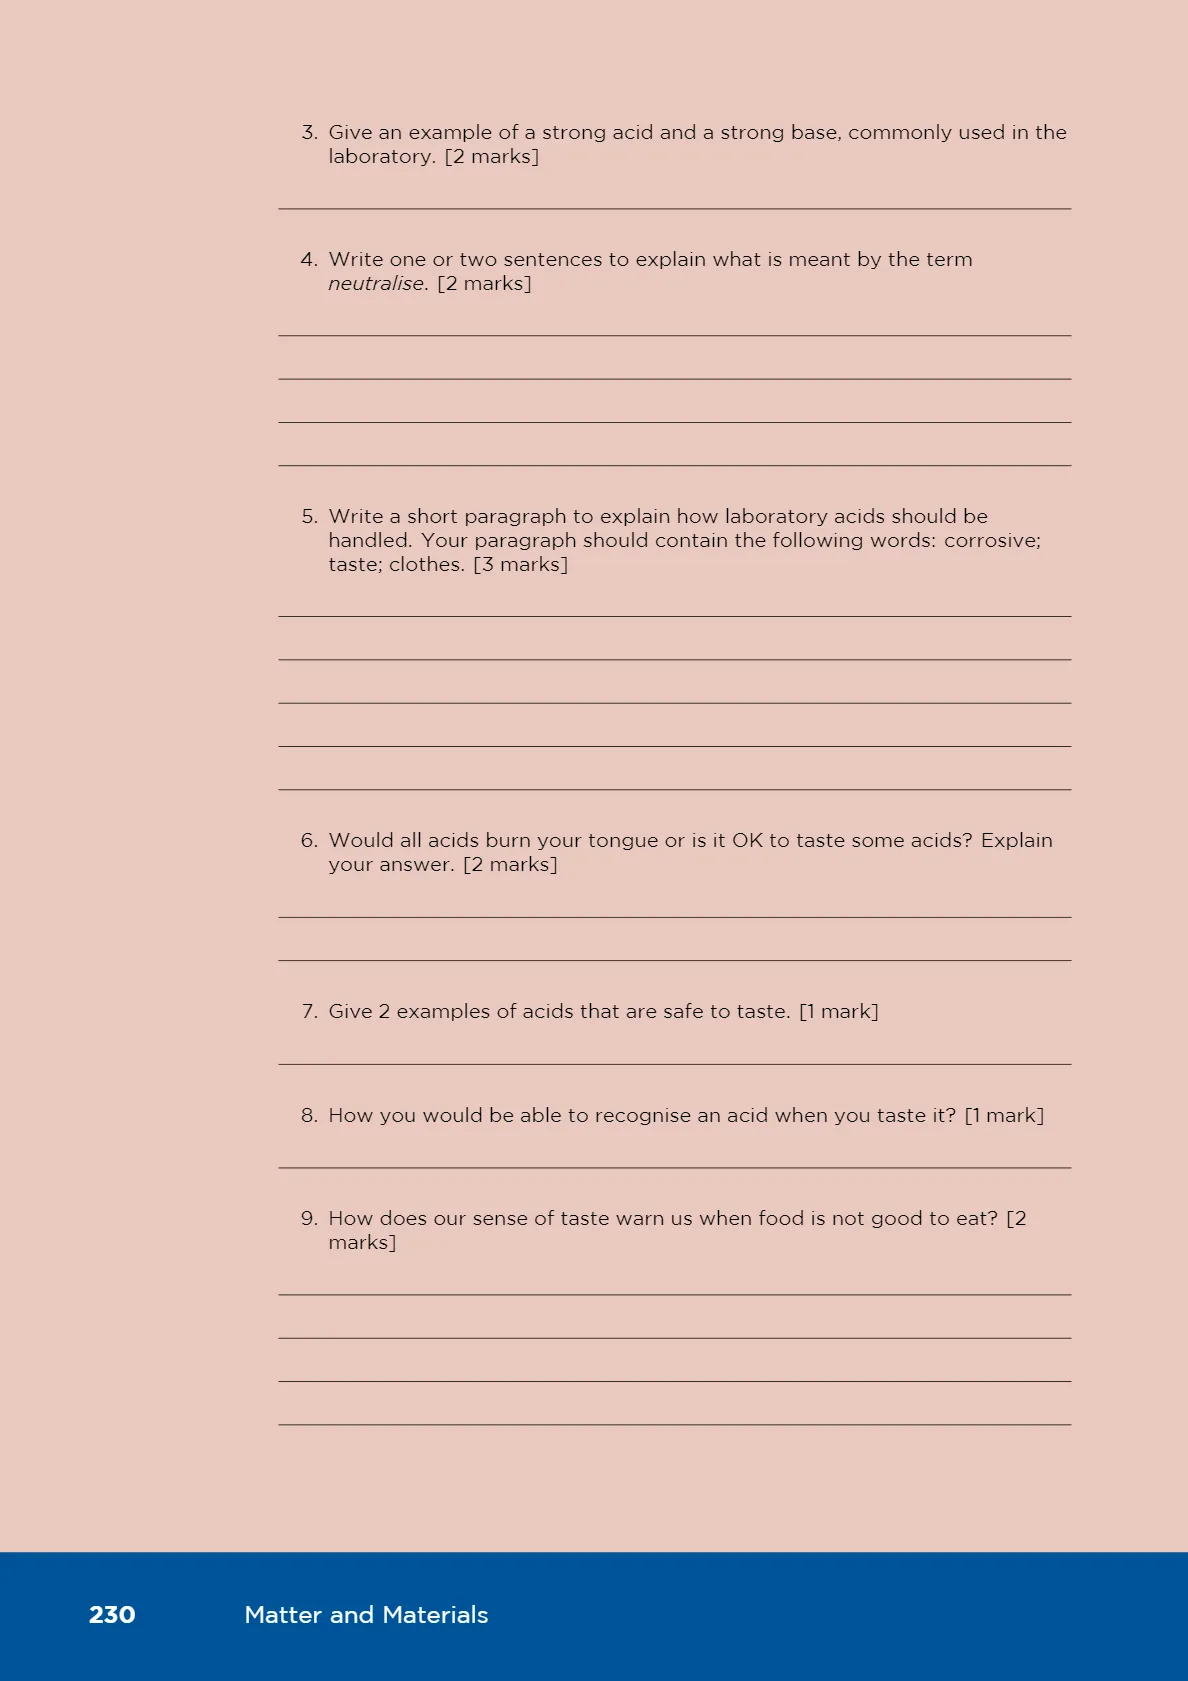 3. Give an example of a strong acid and a strong base, commonly used in the
laboratory. [2 marks]
4. Write one or two sentences to explain what is meant by the term
neutralise. [2 marks]
5. Write a short paragraph to explain how laboratory acids should be
handled. Your paragraph should contain the following words: corrosive;
taste; clothes. [3 marks]
6. Would all acids burn your tongue or is it OK to taste some acids? Explain
your answer. [2 marks]
7. Give 2 examples of acids that are safe to taste. [1 mark]
8. How you would be able to recognise an acid when you taste it? [1 mark]
9. How does our sense of taste warn us when food is not good to eat? [2
marks]
230 Matter and Materials